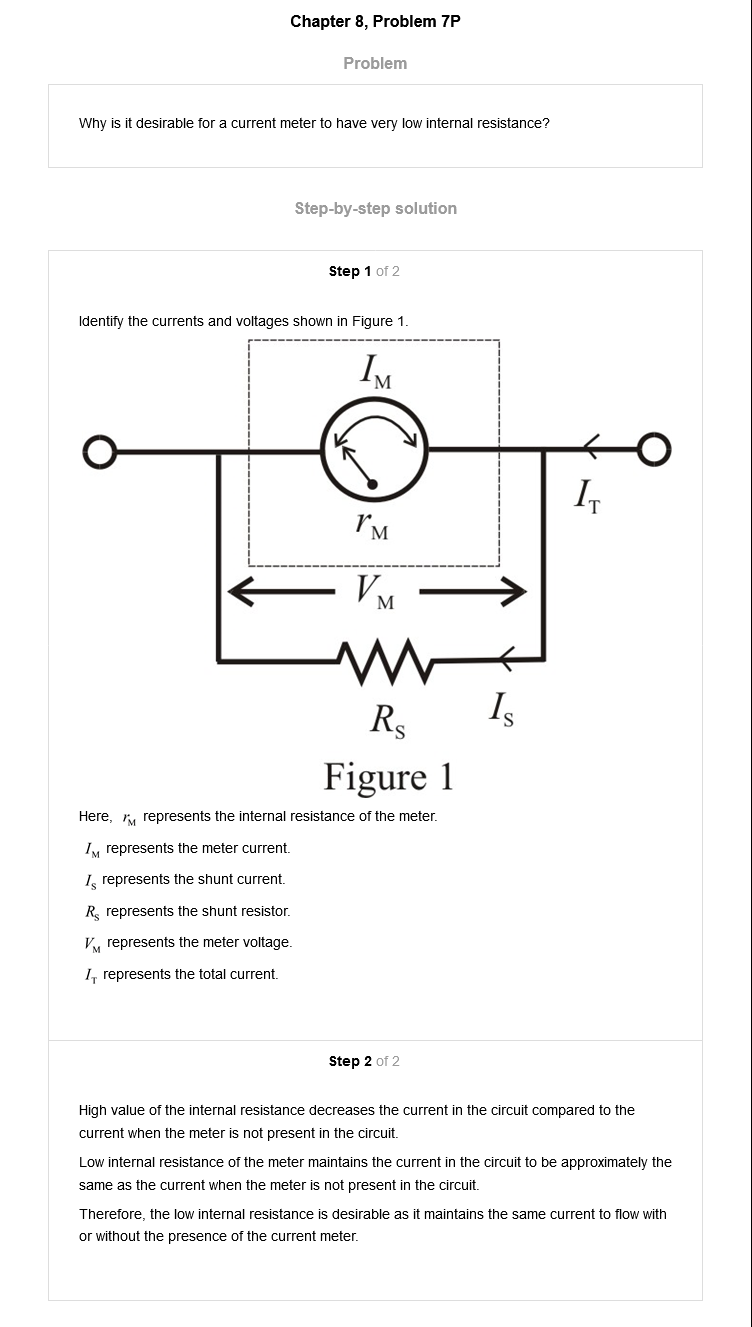 Chapter 8, Problem 7P
Problem
Why is it desirable for a current meter to have very low internal resistance?
Step-by-step solution
Step 1 of 2
Identify the currents and voltages shown in Figure 1.
I_M
r_M
I_T
V_M
R_S
I_S
Figure 1
Here, r_M represents the internal resistance of the meter.
I_M represents the meter current.
I_S represents the shunt current.
R_S represents the shunt resistor.
V_M represents the meter voltage.
I_T represents the total current.
Step 2 of 2
High value of the internal resistance decreases the current in the circuit compared to the
current when the meter is not present in the circuit.
Low internal resistance of the meter maintains the current in the circuit to be approximately the
same as the current when the meter is not present in the circuit.
Therefore, the low internal resistance is desirable as it maintains the same current to flow with
or without the presence of the current meter.